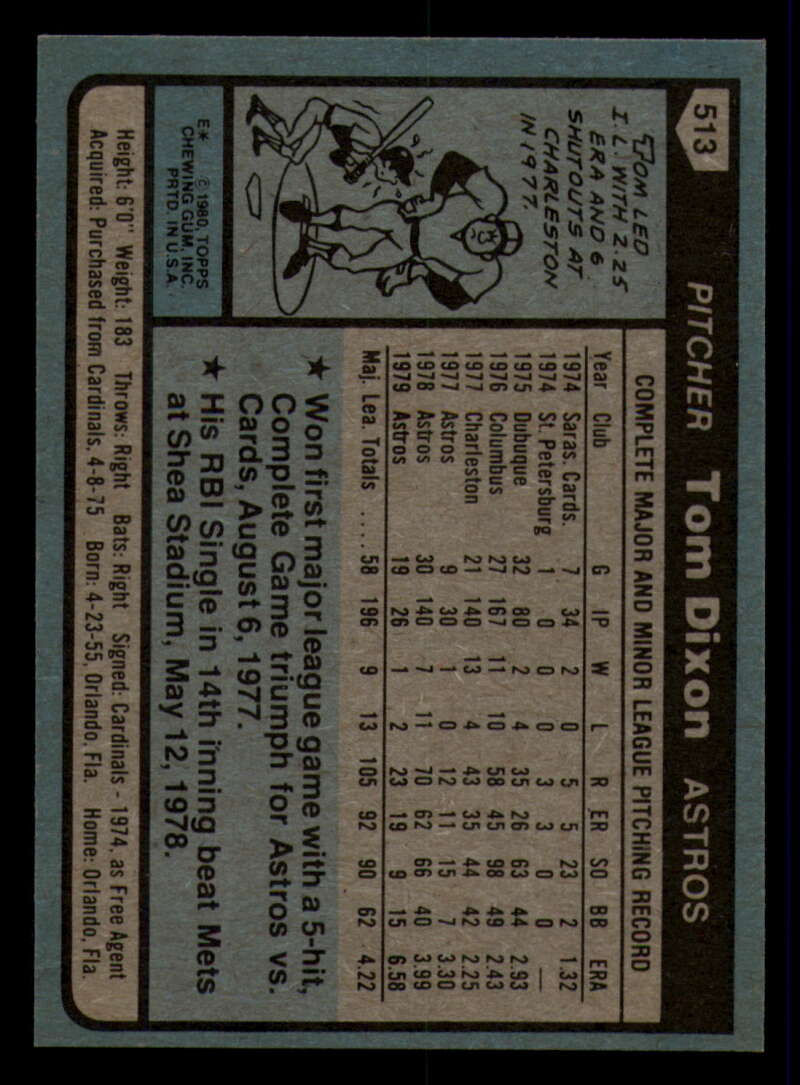 513
PITCHER Tom Dixon ASTROS
TOM LED
I.L. WITH 2.25
ERA AND 6
SHUTOUTS AT
CHARLESTON
IN 1977.
COMPLETE MAJOR AND MINOR LEAGUE PITCHING RECORD
Year Club G IP W L R ER SO BB ERA
1974 Saras. Cards. 7 34 2 0 5 5 23 2 1.32
1974 St. Petersburg 1 0 0 0 3 3 0 0 —
1975 Dubuque 32 80 2 4 35 26 63 44 2.93
1976 Columbus 27 167 11 10 58 45 98 49 2.43
1977 Charleston 21 140 13 4 43 35 44 42 2.25
1977 Astros 9 30 1 0 12 11 15 7 3.30
1978 Astros 30 140 7 11 70 62 66 40 3.99
1979 Astros 19 26 1 2 23 19 9 15 6.58
Maj. Lea. Totals .... 58 196 9 13 105 92 90 62 4.22
★ Won first major league game with a 5-hit,
Complete Game triumph for Astros vs.
Cards, August 6, 1977.
★ His RBI Single in 14th inning beat Mets
at Shea Stadium, May 12, 1978.
E* © 1980, TOPPS
CHEWING GUM, INC.
PRTD. IN U.S.A.
Height: 6'0" Weight: 183 Throws: Right Bats: Right Signed: Cardinals - 1974, as Free Agent
Acquired: Purchased from Cardinals, 4-8-75 Born: 4-23-55, Orlando, Fla. Home: Orlando, Fla.